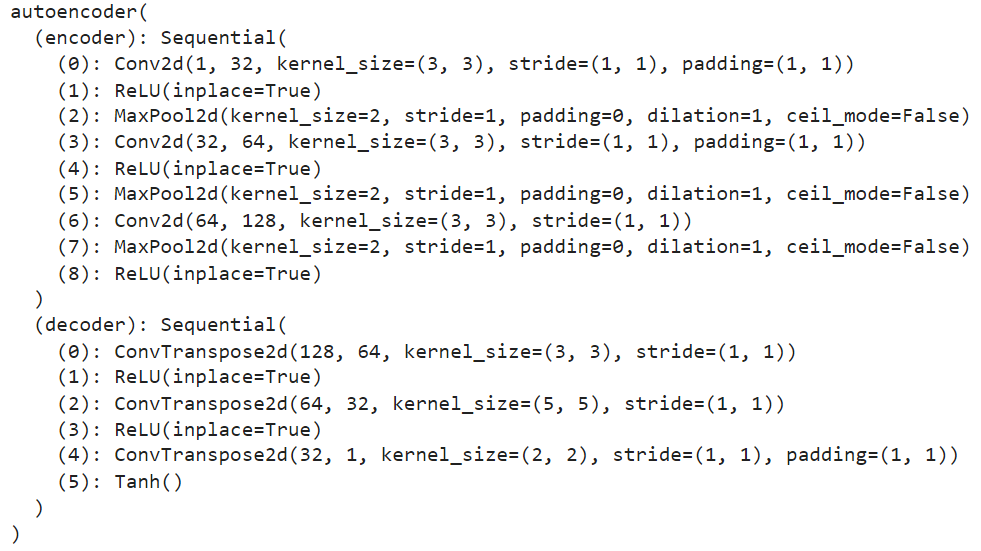 autoencoder(
  (encoder): Sequential(
    (0): Conv2d(1, 32, kernel_size=(3, 3), stride=(1, 1), padding=(1, 1))
    (1): ReLU(inplace=True)
    (2): MaxPool2d(kernel_size=2, stride=1, padding=0, dilation=1, ceil_mode=False)
    (3): Conv2d(32, 64, kernel_size=(3, 3), stride=(1, 1), padding=(1, 1))
    (4): ReLU(inplace=True)
    (5): MaxPool2d(kernel_size=2, stride=1, padding=0, dilation=1, ceil_mode=False)
    (6): Conv2d(64, 128, kernel_size=(3, 3), stride=(1, 1))
    (7): MaxPool2d(kernel_size=2, stride=1, padding=0, dilation=1, ceil_mode=False)
    (8): ReLU(inplace=True)
  )
  (decoder): Sequential(
    (0): ConvTranspose2d(128, 64, kernel_size=(3, 3), stride=(1, 1))
    (1): ReLU(inplace=True)
    (2): ConvTranspose2d(64, 32, kernel_size=(5, 5), stride=(1, 1))
    (3): ReLU(inplace=True)
    (4): ConvTranspose2d(32, 1, kernel_size=(2, 2), stride=(1, 1), padding=(1, 1))
    (5): Tanh()
  )
)